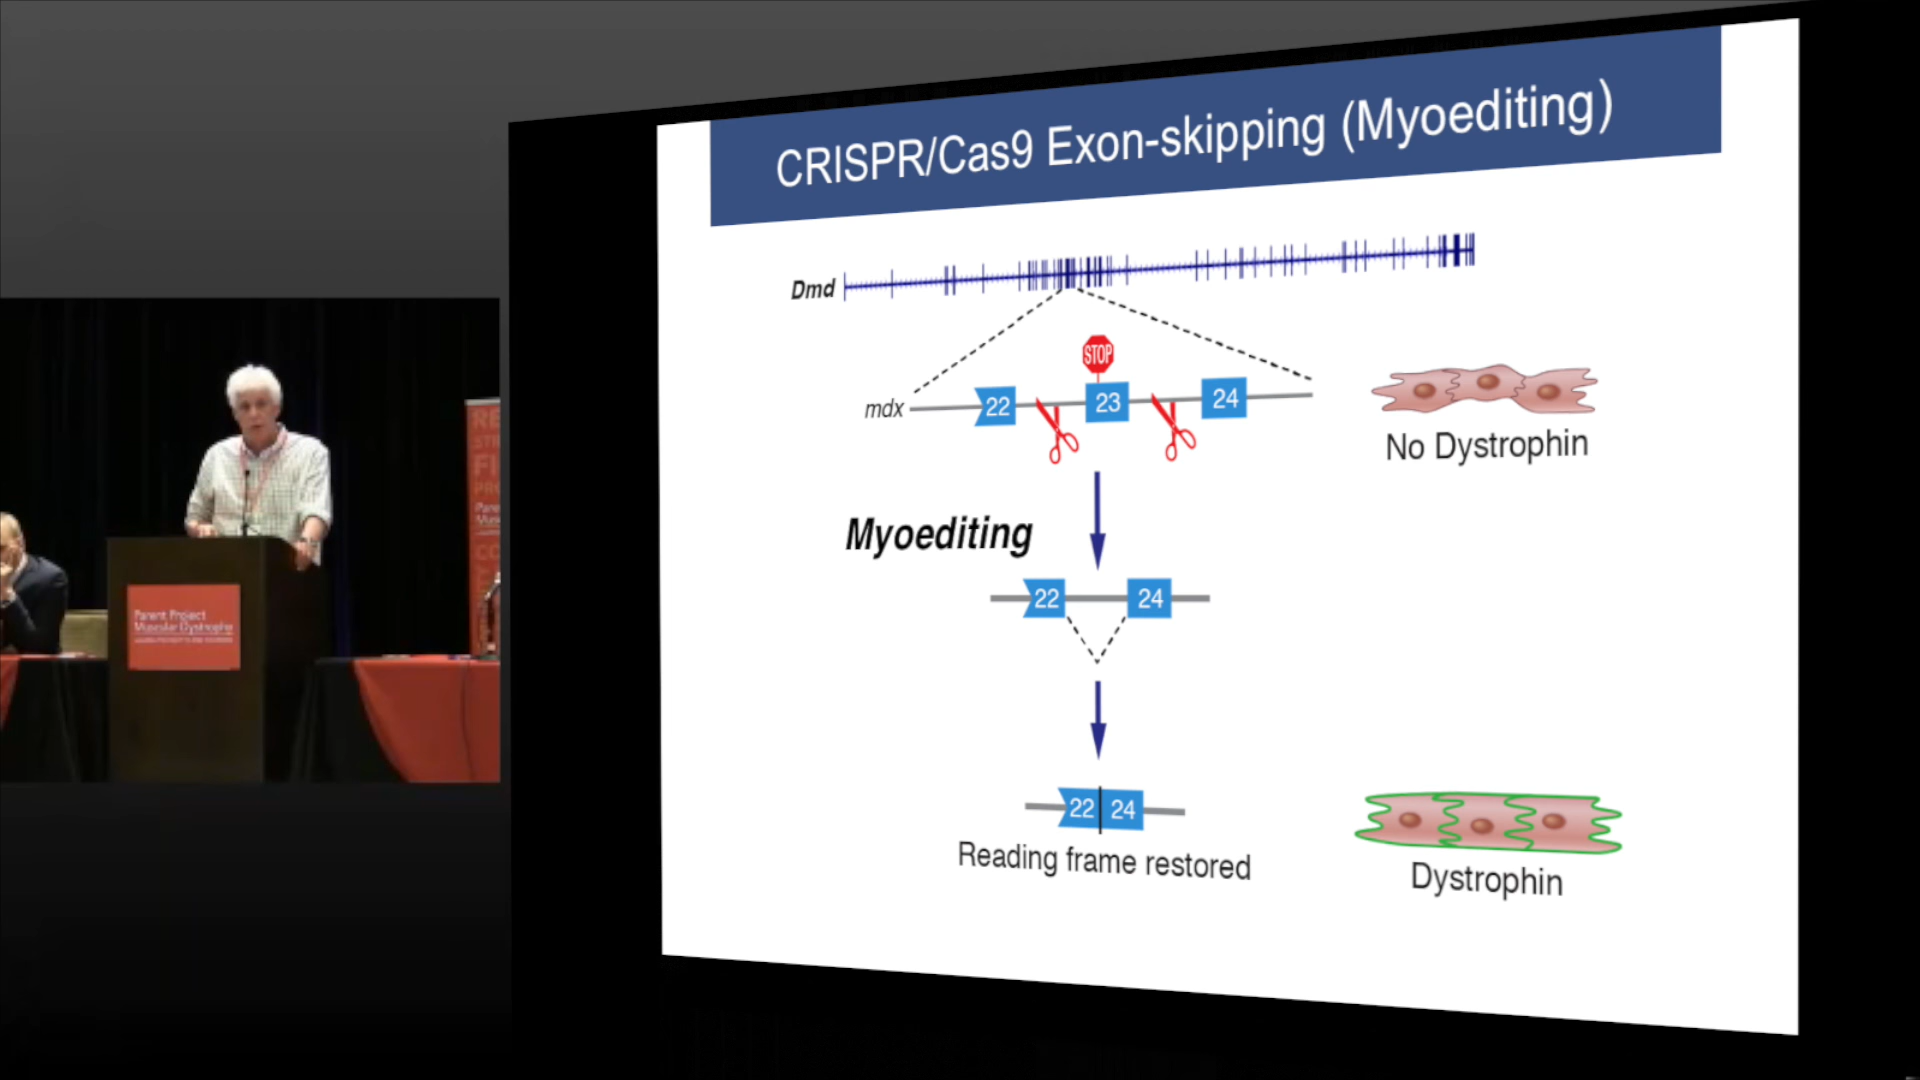 CRISPR/Cas9 Exon-skipping (Myoediting)
Dmd
STOP
mdx
22
23
24
No Dystrophin
Myoediting
22
24
22
24
Reading frame restored
Dystrophin
Parent Project
Muscular Dystrophy